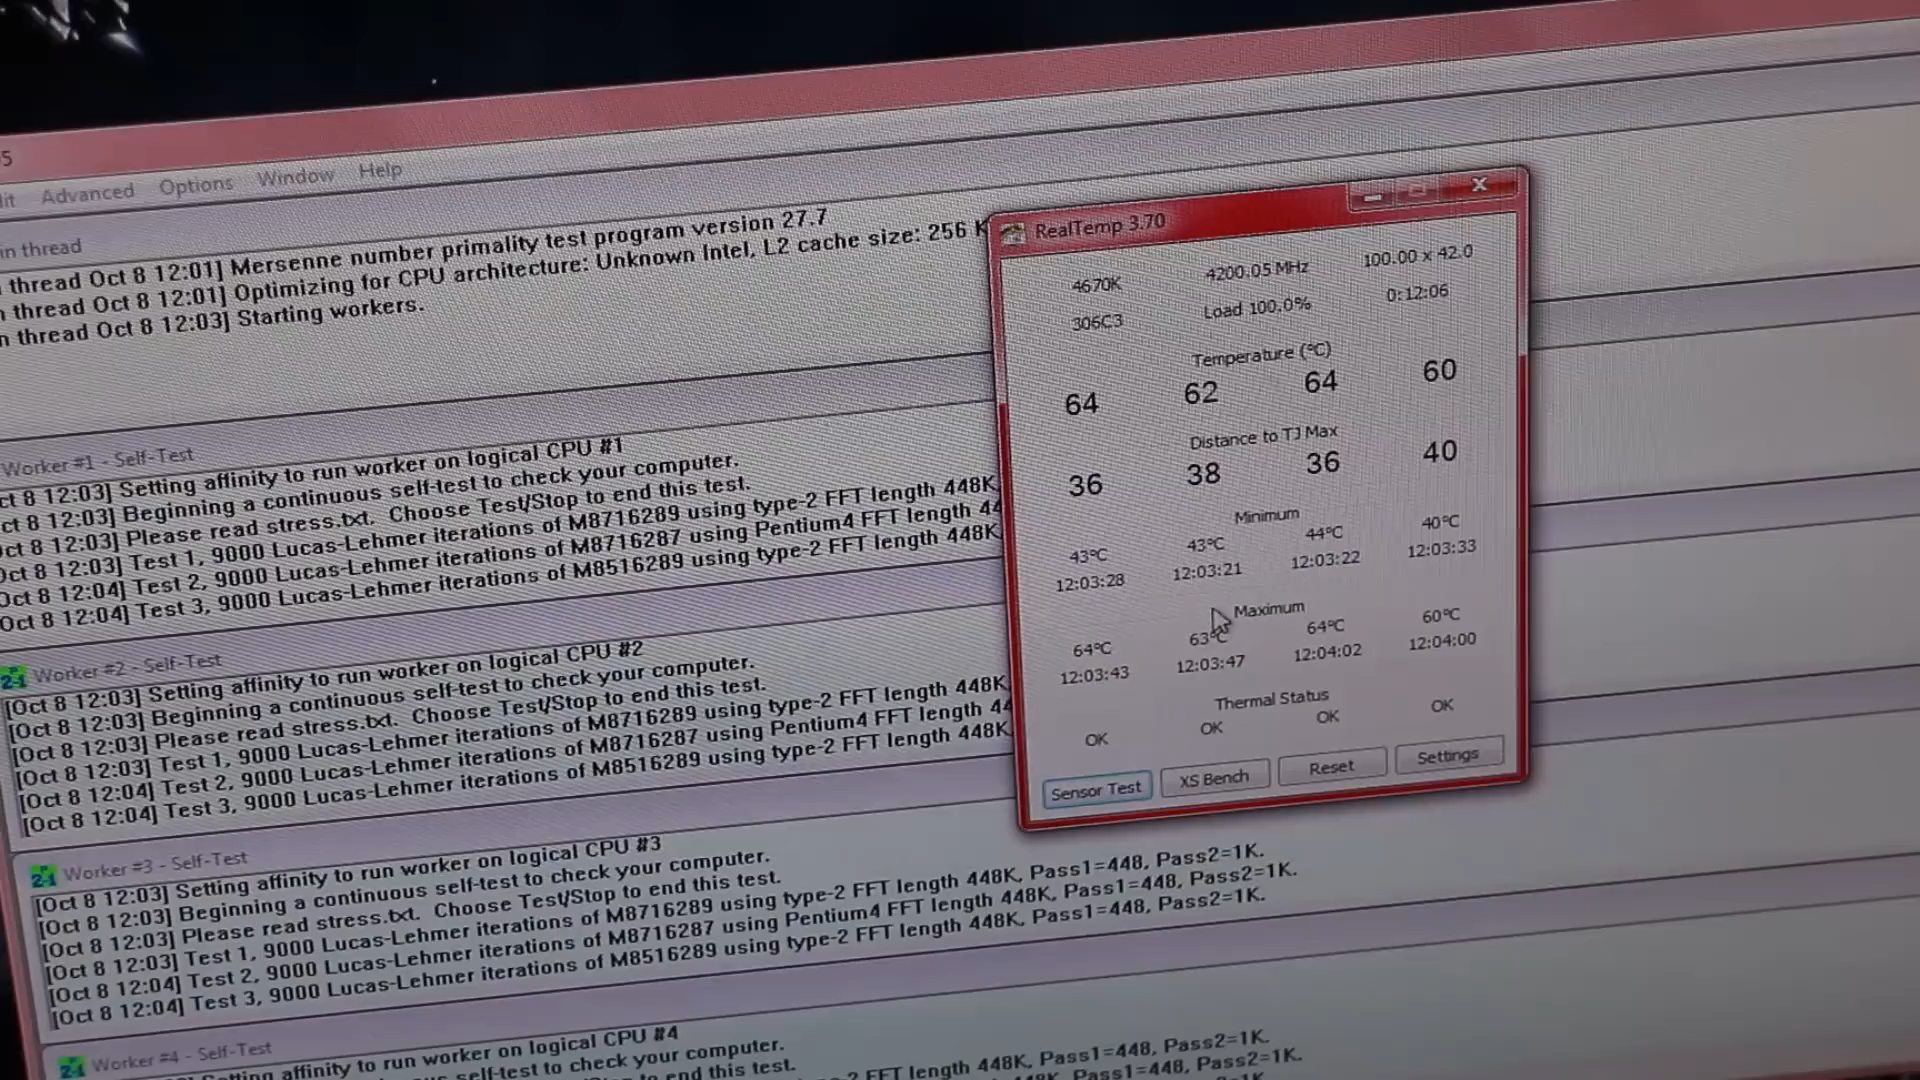 5
Advanced Options Window Help
thread
thread Oct 8 12:01] Mersenne number primality test program version 27.7
thread Oct 8 12:01] Optimizing for CPU architecture: Unknown Intel, L2 cache size: 256 K
thread Oct 8 12:03] Starting workers.
Worker #1 - Self-Test
ct 8 12:03] Setting affinity to run worker on logical CPU #1
ct 8 12:03] Beginning a continuous self-test to check your computer.
ct 8 12:03] Please read stress.txt. Choose Test/Stop to end this test.
ct 8 12:03] Test 1, 9000 Lucas-Lehmer iterations of M8716289 using type-2 FFT length 448K
Oct 8 12:04] Test 2, 9000 Lucas-Lehmer iterations of M8716287 using Pentium4 FFT length 44
Oct 8 12:04] Test 3, 9000 Lucas-Lehmer iterations of M8516289 using type-2 FFT length 448K
Worker #2 - Self-Test
[Oct 8 12:03] Setting affinity to run worker on logical CPU #2
[Oct 8 12:03] Beginning a continuous self-test to check your computer.
[Oct 8 12:03] Please read stress.txt. Choose Test/Stop to end this test.
[Oct 8 12:03] Test 1, 9000 Lucas-Lehmer iterations of M8716289 using type-2 FFT length 448K
[Oct 8 12:04] Test 2, 9000 Lucas-Lehmer iterations of M8716287 using Pentium4 FFT length 44
[Oct 8 12:04] Test 3, 9000 Lucas-Lehmer iterations of M8516289 using type-2 FFT length 448K
Worker #3 - Self-Test
[Oct 8 12:03] Setting affinity to run worker on logical CPU #3
[Oct 8 12:03] Beginning a continuous self-test to check your computer.
[Oct 8 12:03] Please read stress.txt. Choose Test/Stop to end this test.
[Oct 8 12:03] Test 1, 9000 Lucas-Lehmer iterations of M8716289 using type-2 FFT length 448K, Pass1=448, Pass2=1K.
[Oct 8 12:04] Test 2, 9000 Lucas-Lehmer iterations of M8716287 using Pentium4 FFT length 448K, Pass1=448, Pass2=1K.
[Oct 8 12:04] Test 3, 9000 Lucas-Lehmer iterations of M8516289 using type-2 FFT length 448K, Pass1=448, Pass2=1K.
Worker #4 - Self-Test
affinity to run worker on logical CPU #4
self-test to check your computer.
end this test.
FFT length 448K, Pass1=448, Pass2=1K.
448K, Pass1=448, Pass2=1K.
RealTemp 3.70
4670K 4200.05 MHz 100.00 x 42.0
306C3 Load 100.0% 0:12:06
Temperature (°C)
64 62 64 60
Distance to TJ Max
36 38 36 40
Minimum
43°C 43°C 44°C 40°C
12:03:28 12:03:21 12:03:22 12:03:33
Maximum
64°C 63°C 64°C 60°C
12:03:43 12:03:47 12:04:02 12:04:00
Thermal Status
OK OK OK OK
Sensor Test XS Bench Reset Settings